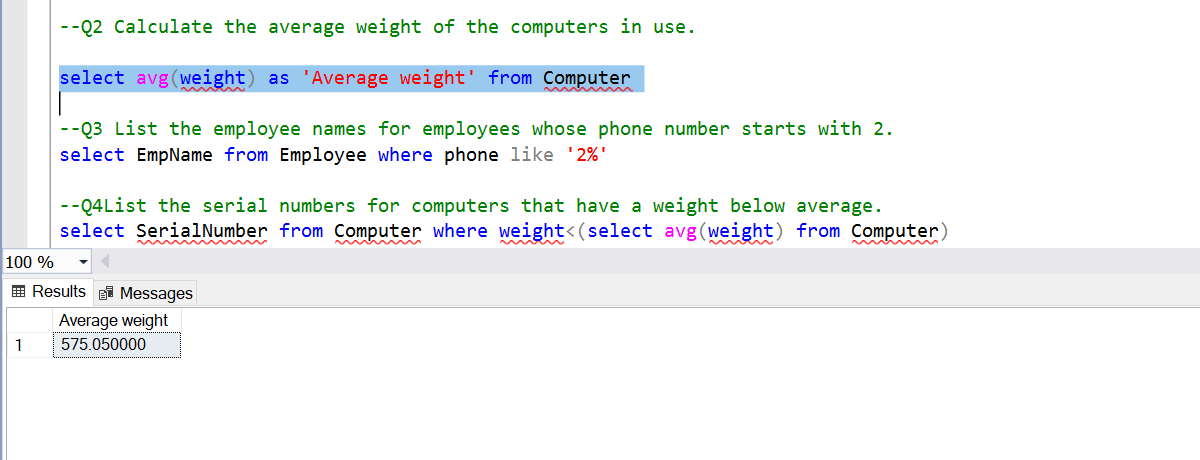 --Q2 Calculate the average weight of the computers in use.
select avg(weight) as 'Average weight' from Computer
--Q3 List the employee names for employees whose phone number starts with 2.
select EmpName from Employee where phone like '2%'
--Q4List the serial numbers for computers that have a weight below average.
select SerialNumber from Computer where weight<(select avg(weight) from Computer)
100 %
Results Messages
Average weight
1 575.050000